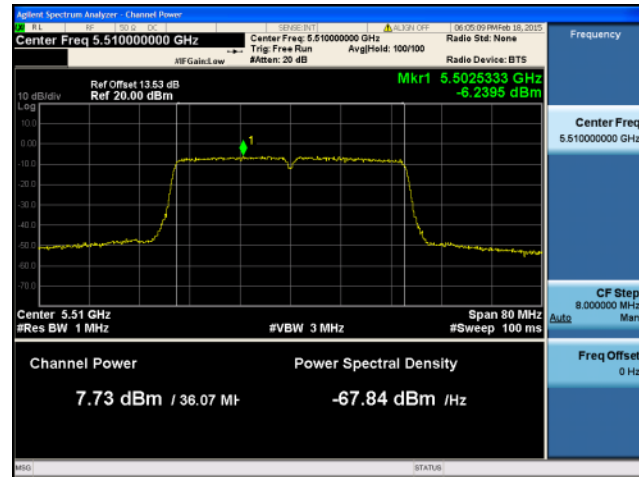 Agilent Spectrum Analyzer - Channel Power
RL RF 50 Ω DC SENSE:INT ALIGN OFF 06:05:09 PM Feb 18, 2015
Center Freq 5.510000000 GHz
Center Freq: 5.510000000 GHz
Radio Std: None
Trig: Free Run Avg|Hold: 100/100
#IFGain:Low #Atten: 20 dB Radio Device: BTS
Ref Offset 13.53 dB
10 dB/div Ref 20.00 dBm
Mkr1 5.5025333 GHz
-6.2395 dBm
Log
10.0
0.00
-10.0
-20.0
-30.0
-40.0
-50.0
-60.0
-70.0
1
Center 5.51 GHz Span 80 MHz
#Res BW 1 MHz #VBW 3 MHz #Sweep 100 ms
Channel Power Power Spectral Density
7.73 dBm / 36.07 MH -67.84 dBm /Hz
MSG STATUS
Frequency
Center Freq
5.510000000 GHz
CF Step
8.000000 MHz
Auto Man
Freq Offset
0 Hz